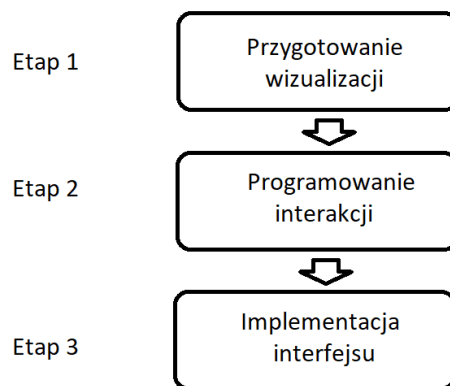 Etap 1
Przygotowanie
wizualizacji
Etap 2
Programowanie
interakcji
Etap 3
Implementacja
interfejsu